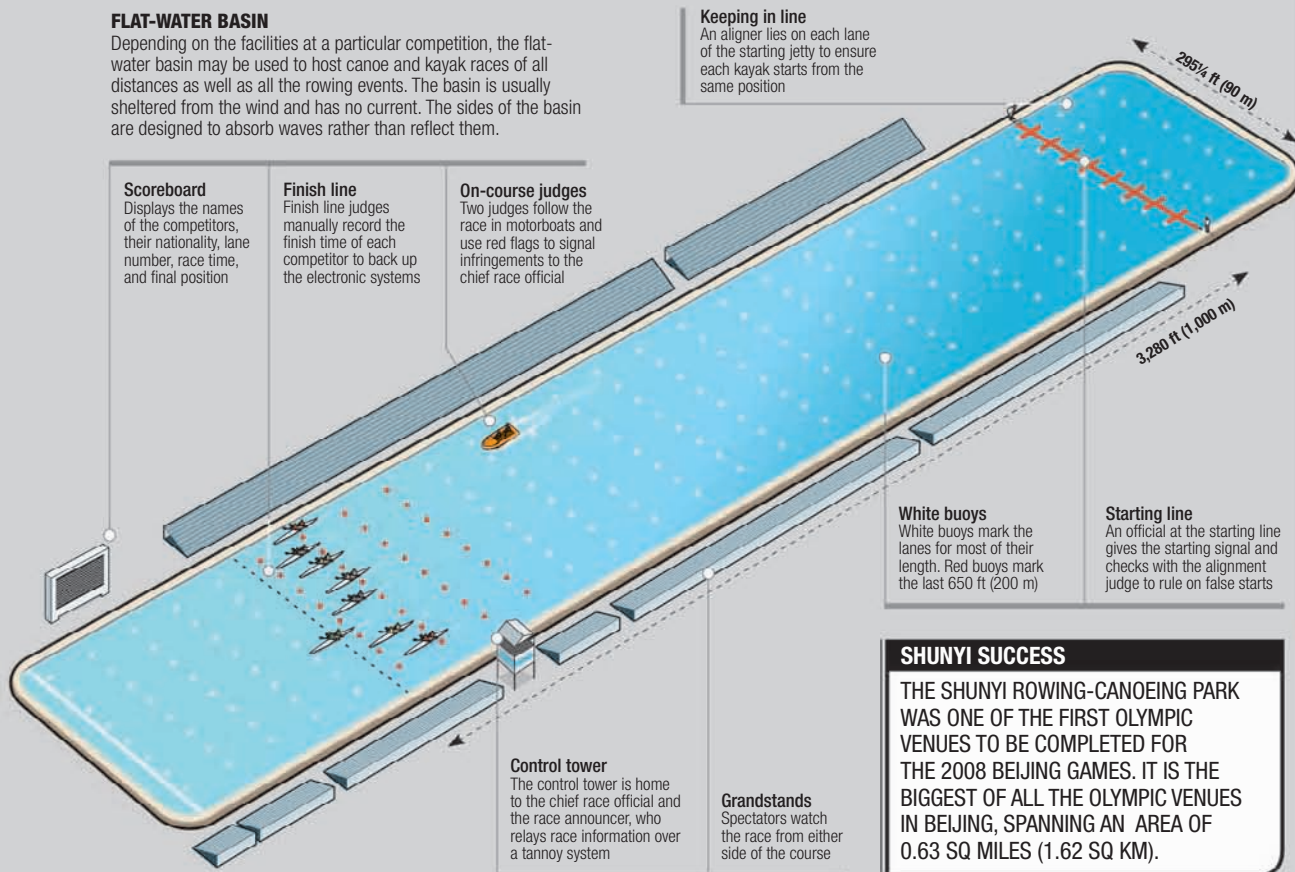 FLAT-WATER BASIN
Depending on the facilities at a particular competition, the flat-
water basin may be used to host canoe and kayak races of all
distances as well as all the rowing events. The basin is usually
sheltered from the wind and has no current. The sides of the basin
are designed to absorb waves rather than reflect them.
Keeping in line
An aligner lies on each lane
of the starting jetty to ensure
each kayak starts from the
same position
295¼ ft (90 m)
Scoreboard
Displays the names
of the competitors,
their nationality, lane
number, race time,
and final position
Finish line
Finish line judges
manually record the
finish time of each
competitor to back up
the electronic systems
On-course judges
Two judges follow the
race in motorboats and
use red flags to signal
infringements to the
chief race official
3,280 ft (1,000 m)
White buoys
White buoys mark the
lanes for most of their
length. Red buoys mark
the last 650 ft (200 m)
Starting line
An official at the starting line
gives the starting signal and
checks with the alignment
judge to rule on false starts
Control tower
The control tower is home
to the chief race official and
the race announcer, who
relays race information over
a tannoy system
Grandstands
Spectators watch
the race from either
side of the course
SHUNYI SUCCESS
THE SHUNYI ROWING-CANOEING PARK
WAS ONE OF THE FIRST OLYMPIC
VENUES TO BE COMPLETED FOR
THE 2008 BEIJING GAMES. IT IS THE
BIGGEST OF ALL THE OLYMPIC VENUES
IN BEIJING, SPANNING AN AREA OF
0.63 SQ MILES (1.62 SQ KM).